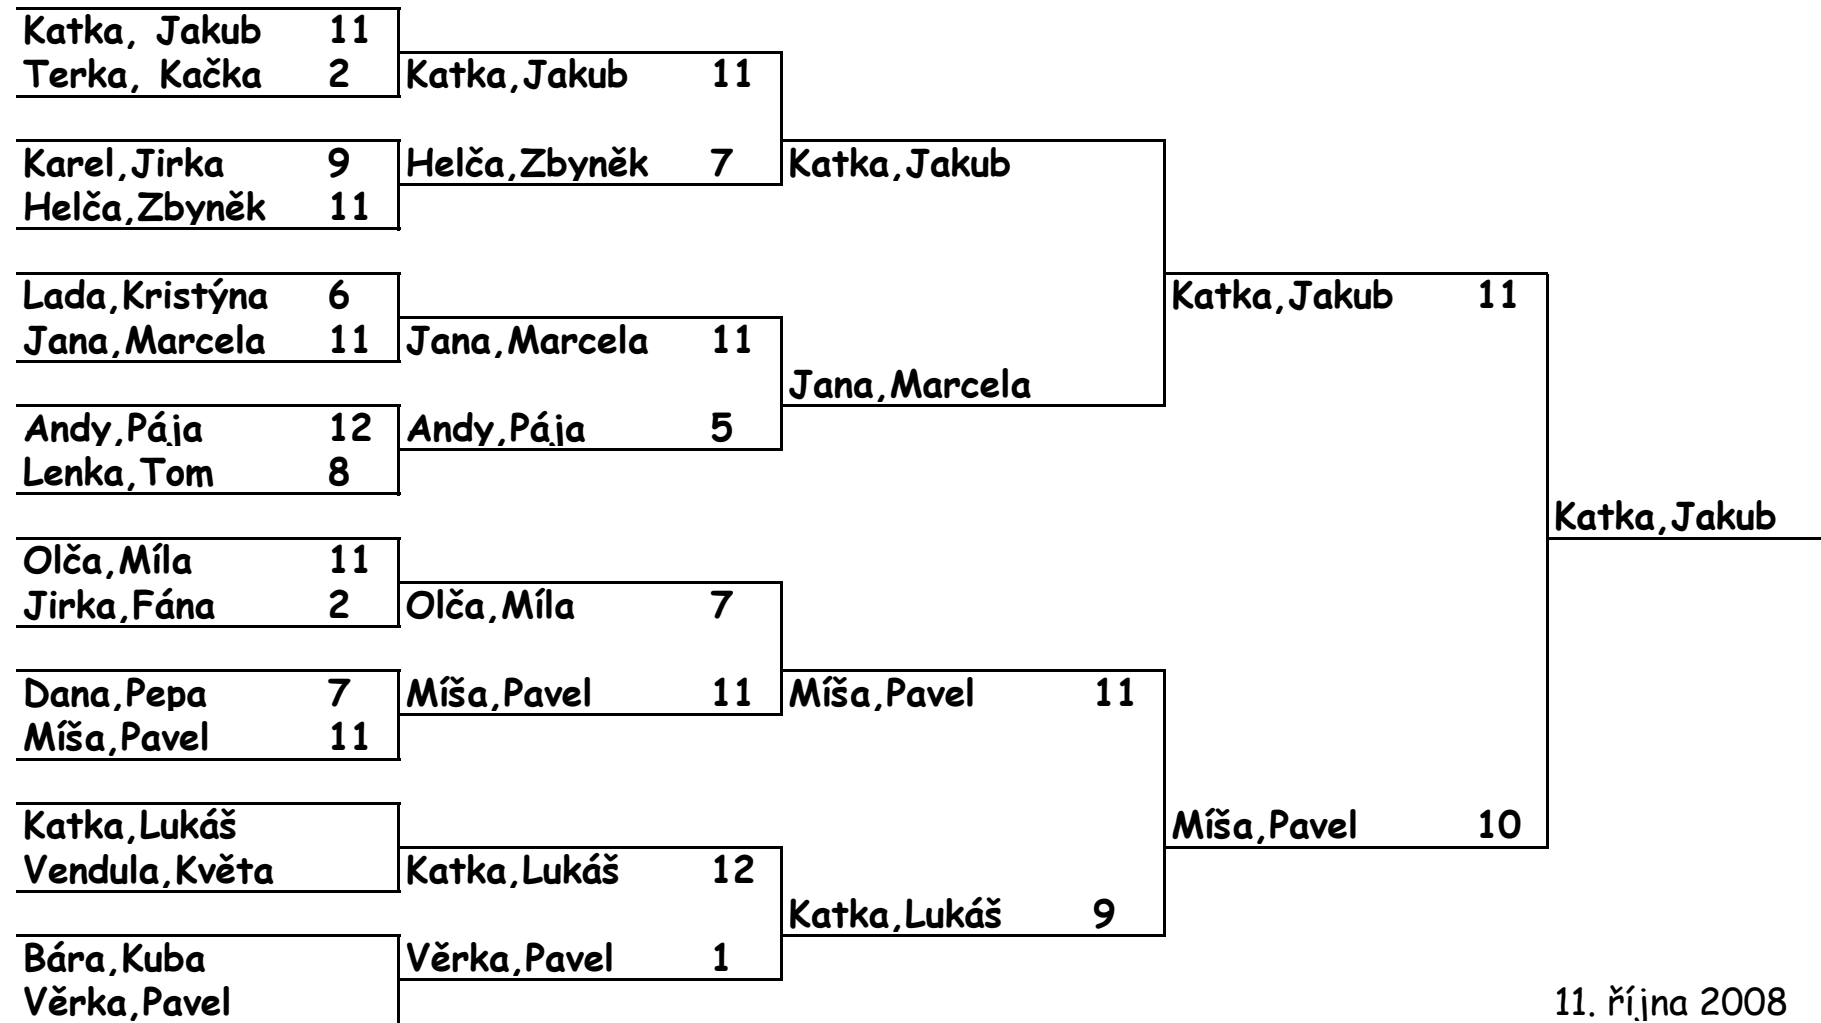 Katka, Jakub 11
Terka, Kačka 2
Karel,Jirka 9
Helča,Zbyněk 11
Lada,Kristýna 6
Jana,Marcela 11
Andy,Pája 12
Lenka,Tom 8
Olča,Míla 11
Jirka,Fána 2
Dana,Pepa 7
Míša,Pavel 11
Katka,Lukáš
Vendula,Květa
Bára,Kuba
Věrka,Pavel
Katka,Jakub 11
Helča,Zbyněk 7
Jana,Marcela 11
Andy,Pája 5
Olča,Míla 7
Míša,Pavel 11
Katka,Lukáš 12
Věrka,Pavel 1
Katka,Jakub
Jana,Marcela
Míša,Pavel 11
Katka,Lukáš 9
Katka,Jakub 11
Míša,Pavel 10
Katka,Jakub
11. října 2008